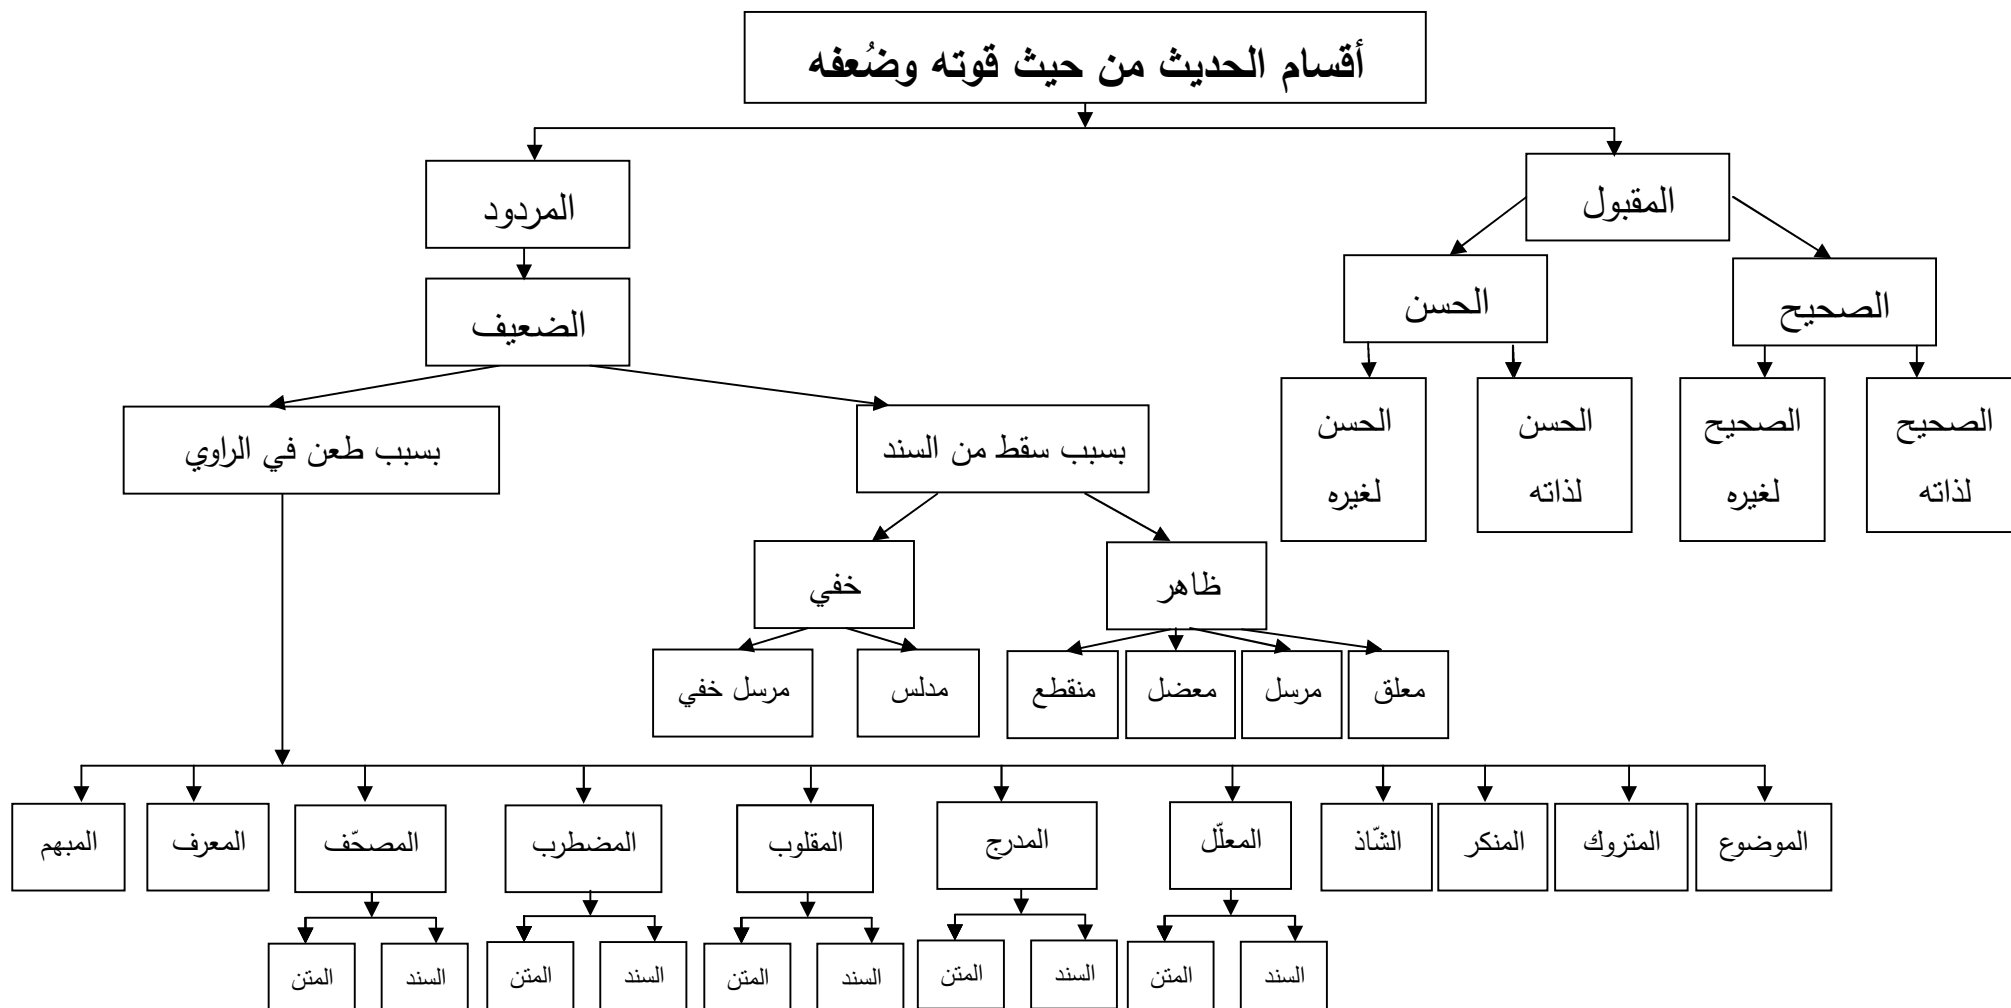 أقسام الحديث من حيث قوته وضُعفه
المقبول
المردود
الصحيح
الحسن
الضعيف
الصحيح
لذاته
الصحيح
لغيره
الحسن
لذاته
الحسن
لغيره
بسبب سقط من السند
بسبب طعن في الراوي
ظاهر
خفي
معلق
مرسل
معضل
منقطع
مدلس
مرسل خفي
الموضوع
المتروك
المنكر
الشّاذ
المعلّل
المدرج
المقلوب
المضطرب
المصحّف
المعرف
المبهم
السند
المتن
السند
المتن
السند
المتن
السند
المتن
السند
المتن